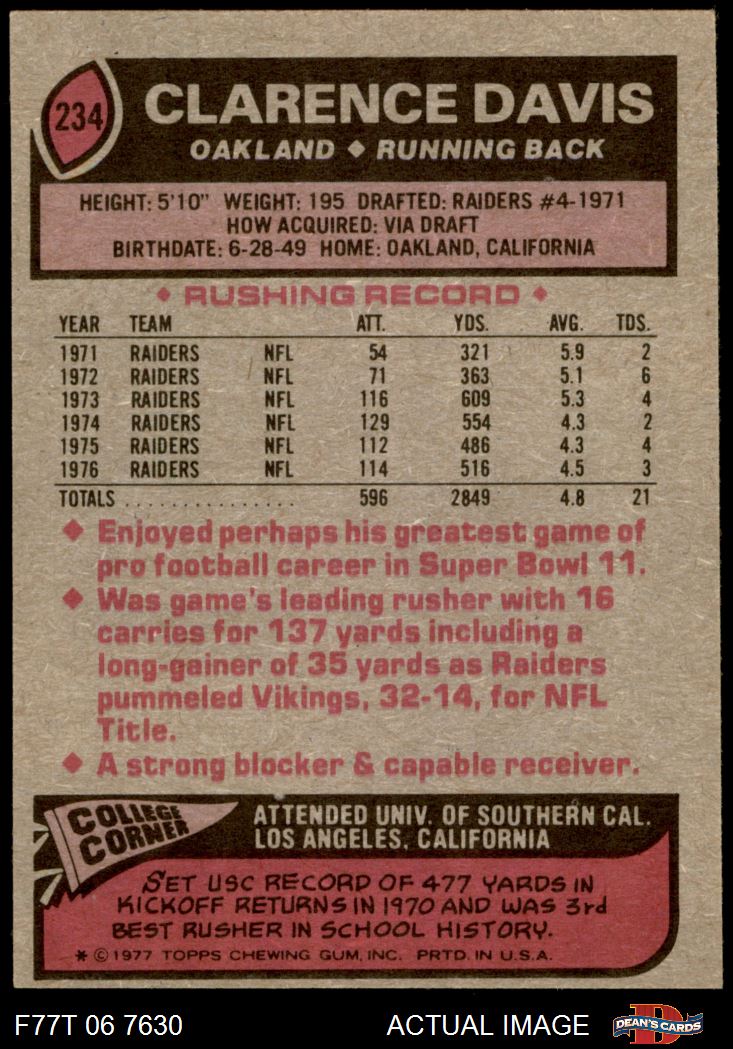 234
CLARENCE DAVIS
OAKLAND ◆ RUNNING BACK
HEIGHT: 5'10" WEIGHT: 195 DRAFTED: RAIDERS #4-1971
HOW ACQUIRED: VIA DRAFT
BIRTHDATE: 6-28-49 HOME: OAKLAND, CALIFORNIA
◆ RUSHING RECORD ◆
YEAR TEAM ATT. YDS. AVG. TDS.
1971 RAIDERS NFL 54 321 5.9 2
1972 RAIDERS NFL 71 363 5.1 6
1973 RAIDERS NFL 116 609 5.3 4
1974 RAIDERS NFL 129 554 4.3 2
1975 RAIDERS NFL 112 486 4.3 4
1976 RAIDERS NFL 114 516 4.5 3
TOTALS . . . . . . . . . . . . . . . 596 2849 4.8 21
◆ Enjoyed perhaps his greatest game of
pro football career in Super Bowl 11.
◆ Was game's leading rusher with 16
carries for 137 yards including a
long-gainer of 35 yards as Raiders
pummeled Vikings, 32-14, for NFL
Title.
◆ A strong blocker & capable receiver.
COLLEGE
CORNER
ATTENDED UNIV. OF SOUTHERN CAL.
LOS ANGELES, CALIFORNIA
SET USC RECORD OF 477 YARDS IN
KICKOFF RETURNS IN 1970 AND WAS 3rd
BEST RUSHER IN SCHOOL HISTORY.
* © 1977 TOPPS CHEWING GUM, INC. PRTD. IN U.S.A.
F77T 06 7630 ACTUAL IMAGE D DEAN'S CARDS